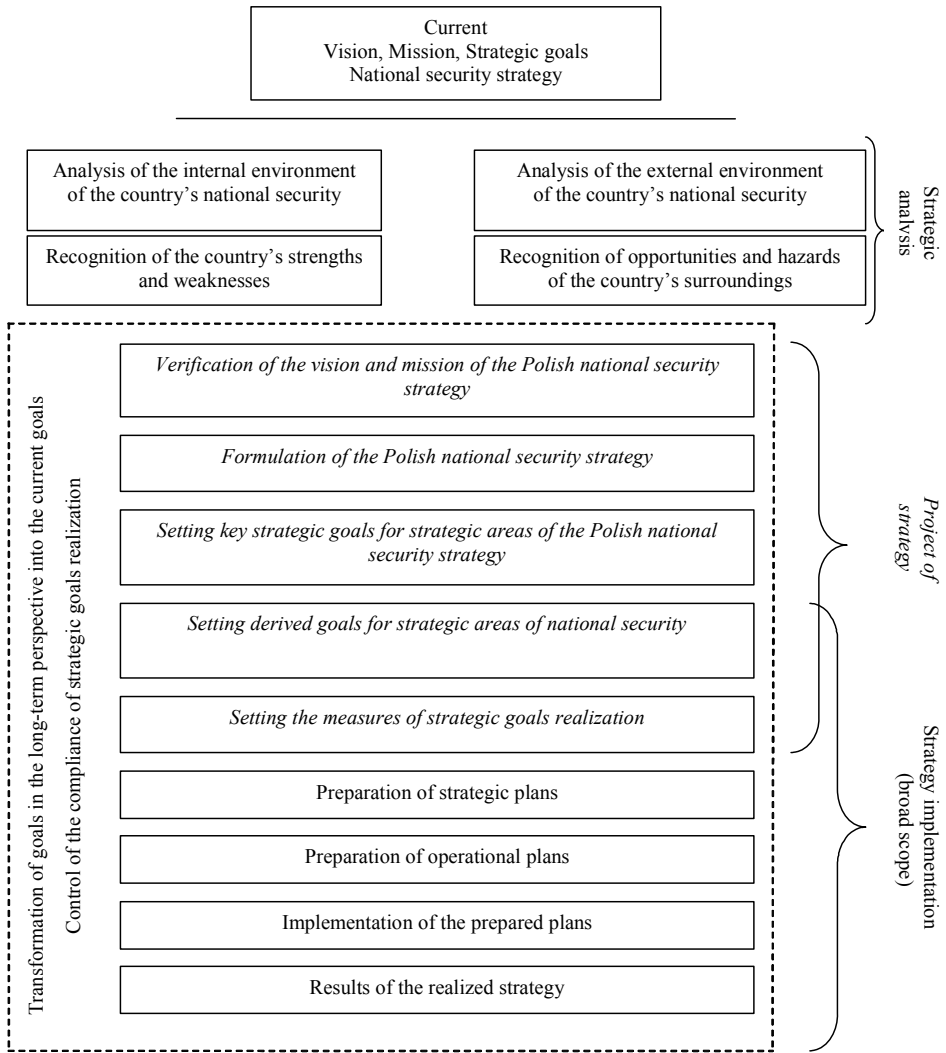 Current
Vision, Mission, Strategic goals
National security strategy
Analysis of the internal environment
of the country’s national security
Analysis of the external environment
of the country’s national security
Recognition of the country’s strengths
and weaknesses
Recognition of opportunities and hazards
of the country’s surroundings
Strategic
analysis
Transformation of goals in the long-term perspective into the current goals
Control of the compliance of strategic goals realization
Verification of the vision and mission of the Polish national security
strategy
Formulation of the Polish national security strategy
Setting key strategic goals for strategic areas of the Polish national
security strategy
Setting derived goals for strategic areas of national security
Setting the measures of strategic goals realization
Preparation of strategic plans
Preparation of operational plans
Implementation of the prepared plans
Results of the realized strategy
Project of
strategy
Strategy implementation
(broad scope)